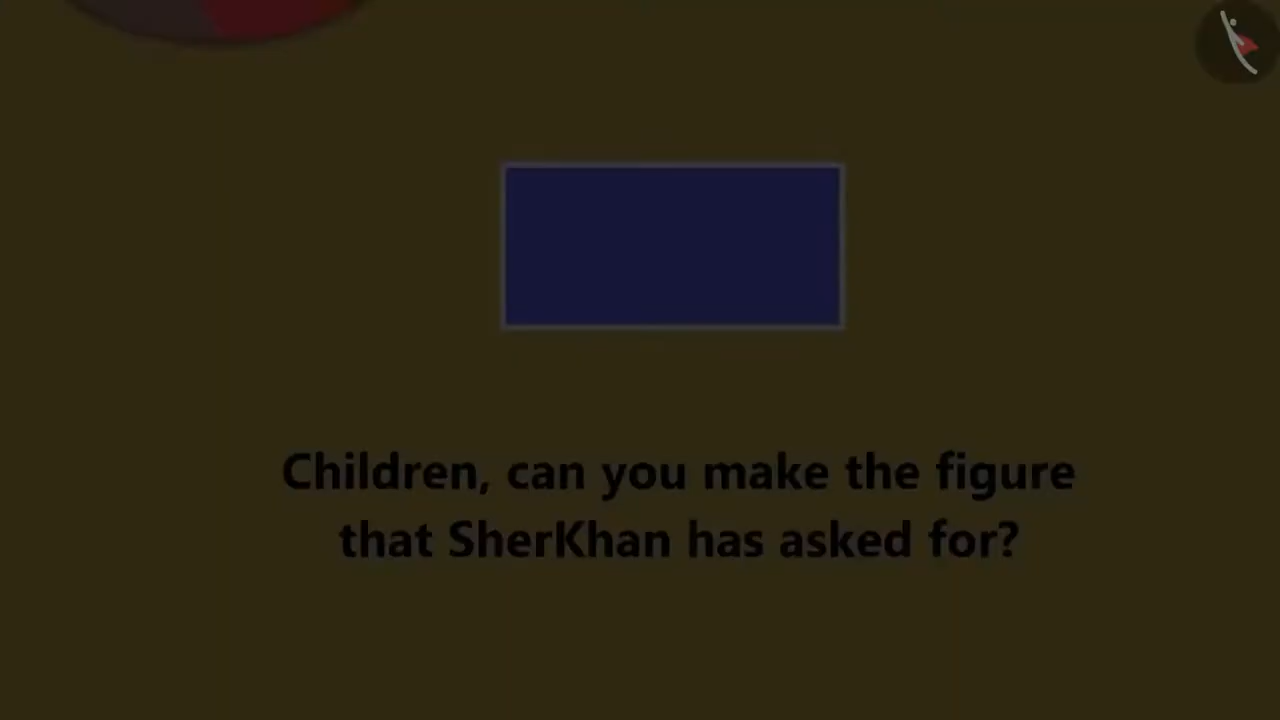 Children, can you make the figure
that SherKhan has asked for?